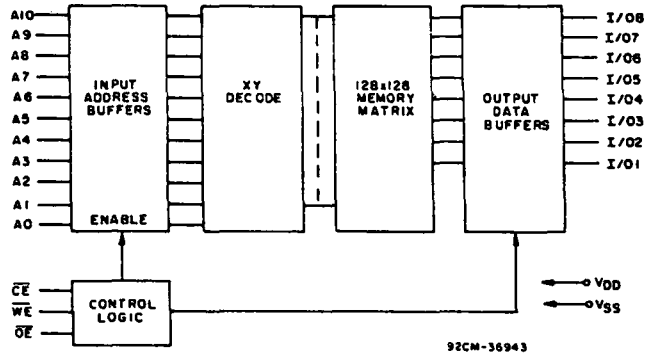 A10
A9
A8
A7
A6
A5
A4
A3
A2
A1
A0
INPUT
ADDRESS
BUFFERS
ENABLE
XY
DECODE
128x128
MEMORY
MATRIX
OUTPUT
DATA
BUFFERS
I/O8
I/O7
I/O6
I/O5
I/O4
I/O3
I/O2
I/O1
CE
WE
OE
CONTROL
LOGIC
VDD
VSS
92CM-36943